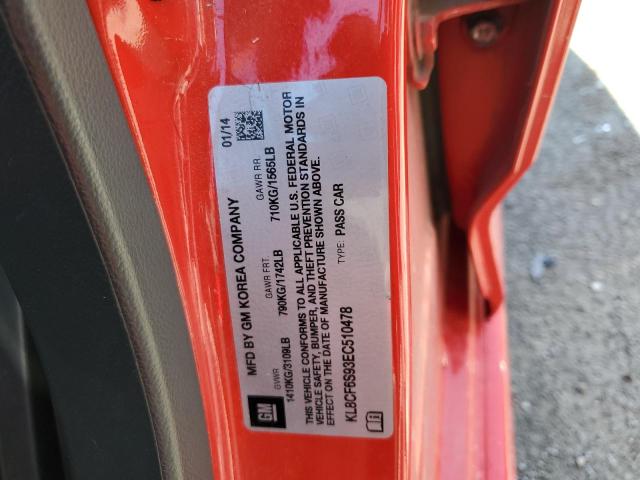 MFD BY GM KOREA COMPANY 01/14
GVWR GAWR FRT. GAWR RR.
1410KG/3109LB 790KG/1742LB 710KG/1565LB
THIS VEHICLE CONFORMS TO ALL APPLICABLE U.S. FEDERAL MOTOR
VEHICLE SAFETY, BUMPER, AND THEFT PREVENTION STANDARDS IN
EFFECT ON THE DATE OF MANUFACTURE SHOWN ABOVE.
TYPE: PASS CAR
KL8CF6S93EC510478
GM